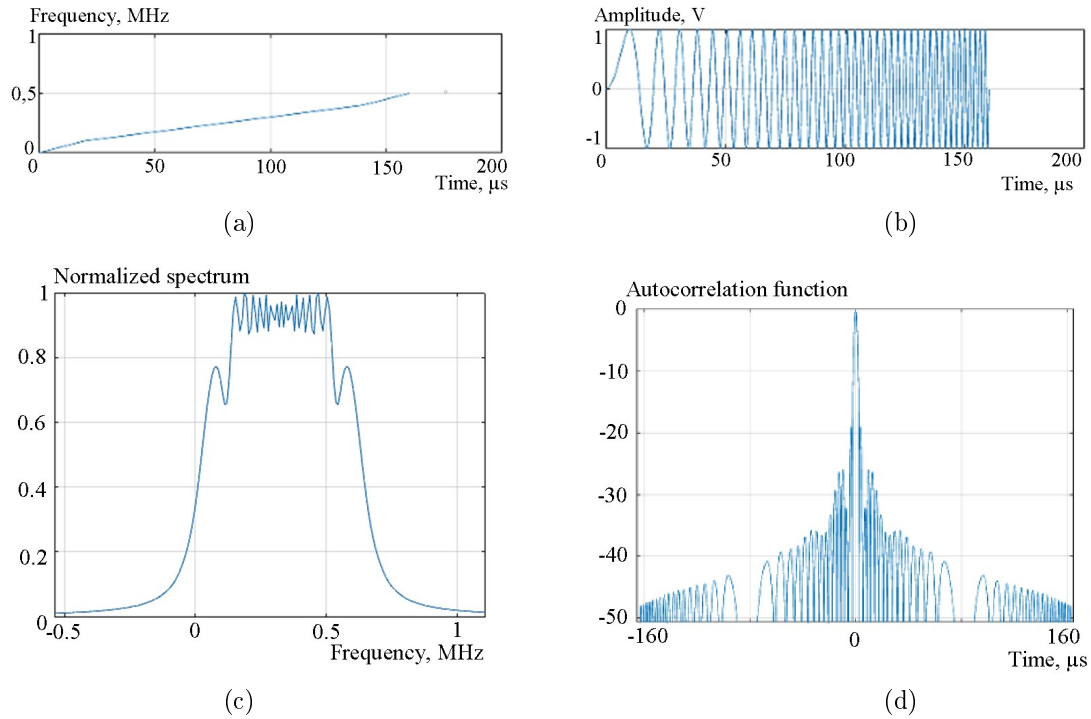 Frequency, MHz
1
0.5
0
0 50 100 150 200
Time, µs
(a)
Amplitude, V
1
0
-1
0 50 100 150 200
Time, µs
(b)
Normalized spectrum
1
0.8
0.6
0.4
0.2
0
-0.5 0 0.5 1
Frequency, MHz
(c)
Autocorrelation function
0
-10
-20
-30
-40
-50
-160 0 160
Time, µs
(d)